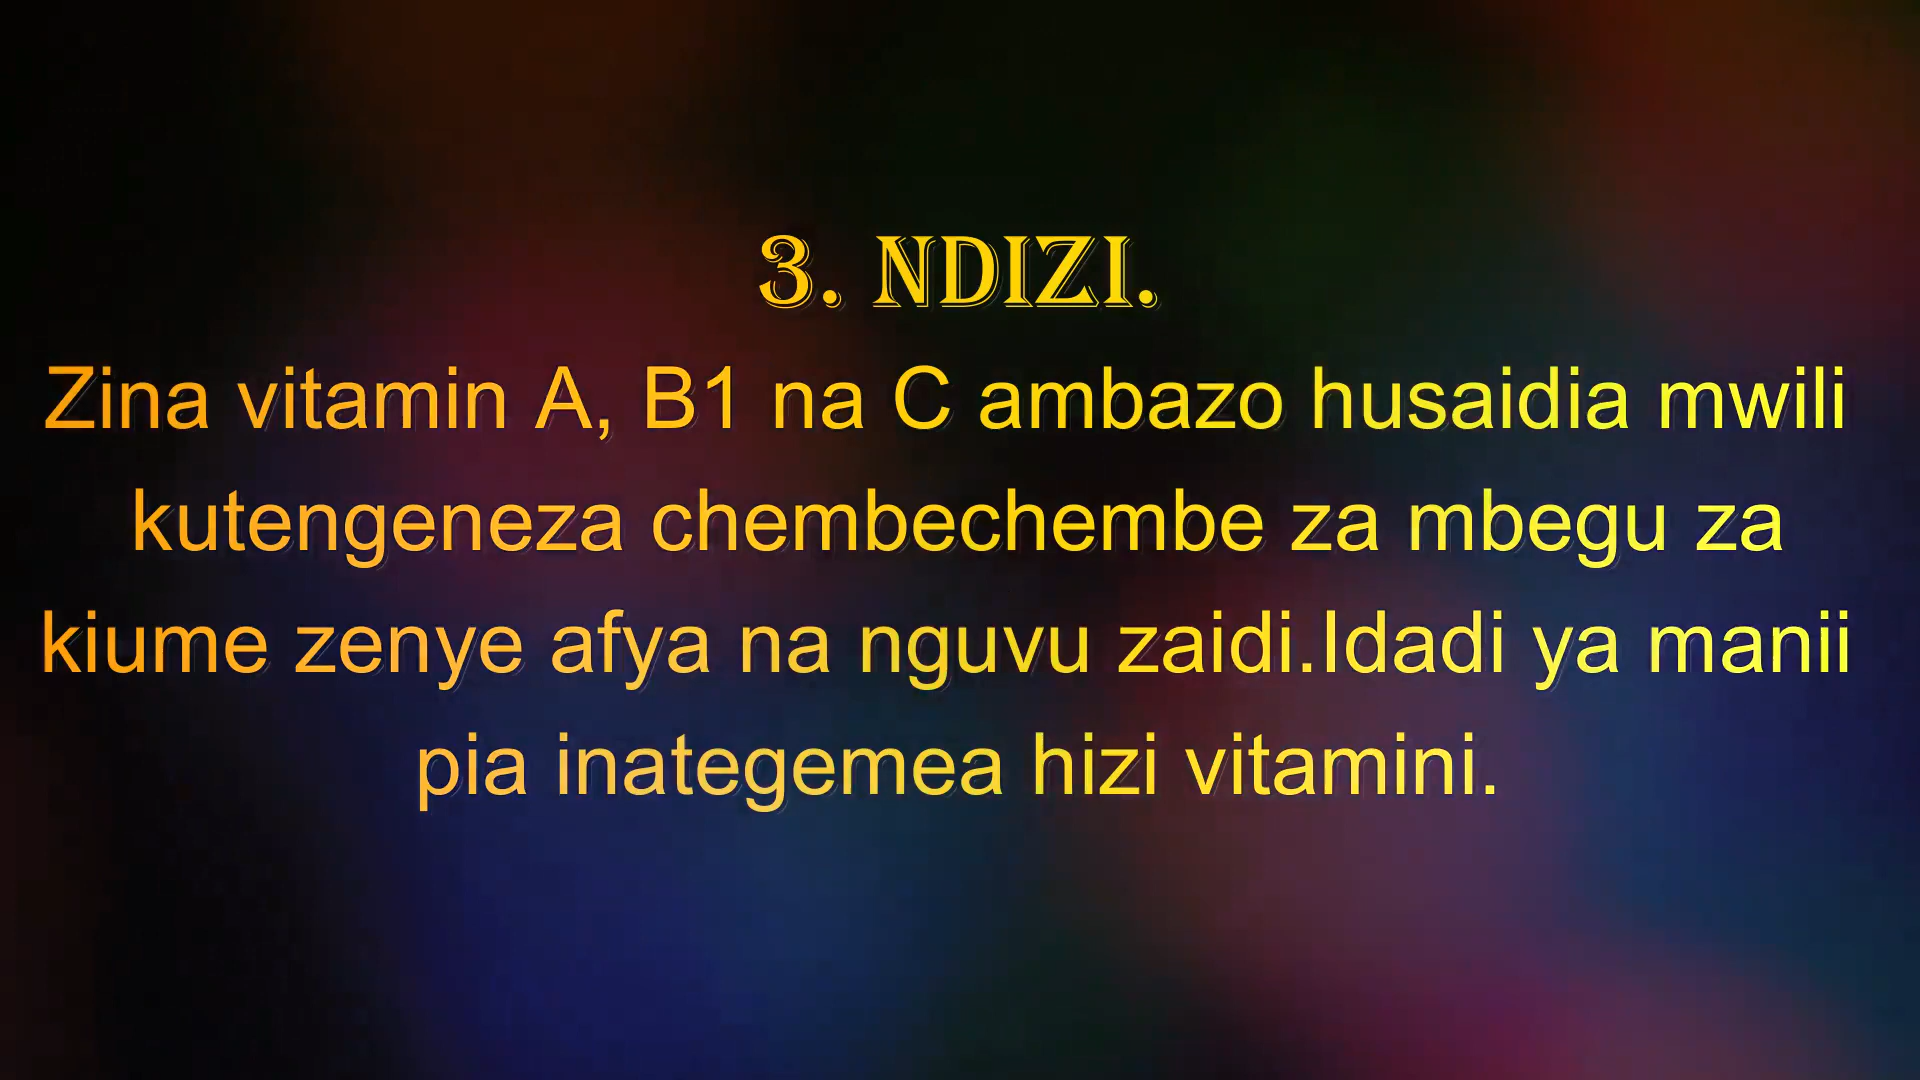 3. NDIZI.
Zina vitamin A, B1 na C ambazo husaidia mwili
kutengeneza chembechembe za mbegu za
kiume zenye afya na nguvu zaidi.Idadi ya manii
pia inategemea hizi vitamini.